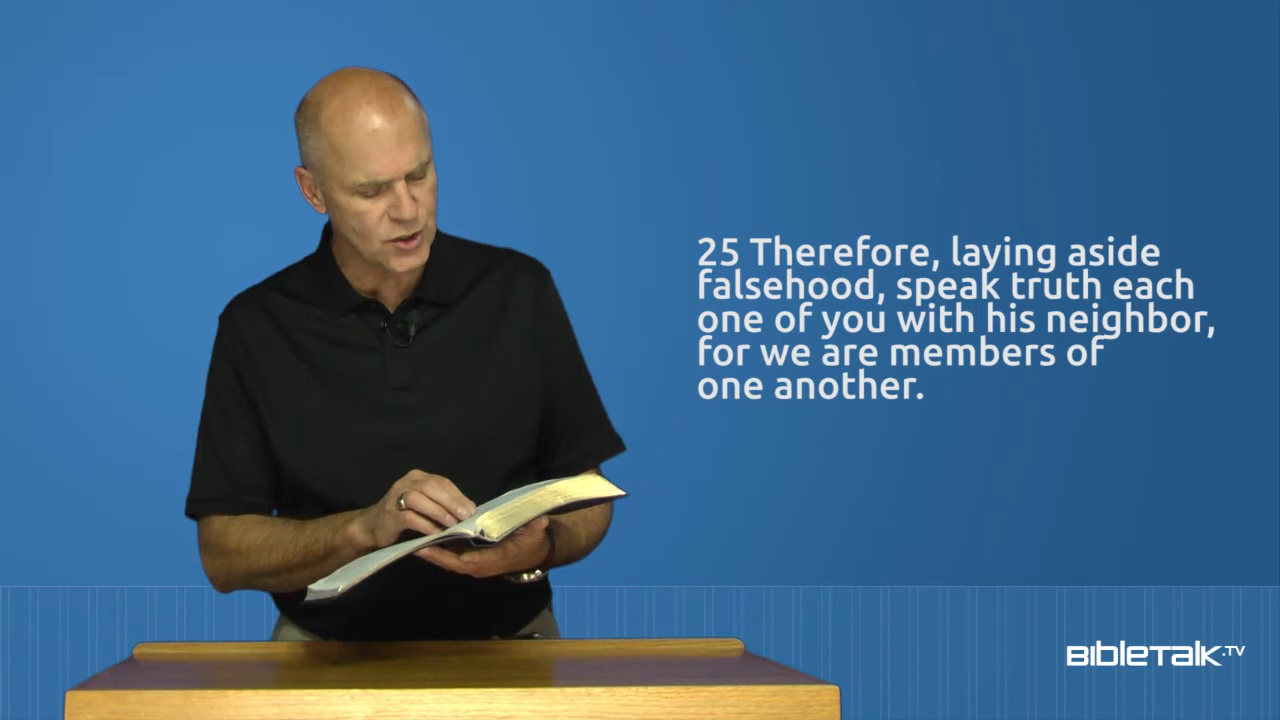 25 Therefore, laying aside
falsehood, speak truth each
one of you with his neighbor,
for we are members of
one another.
BIBLETALK.TV